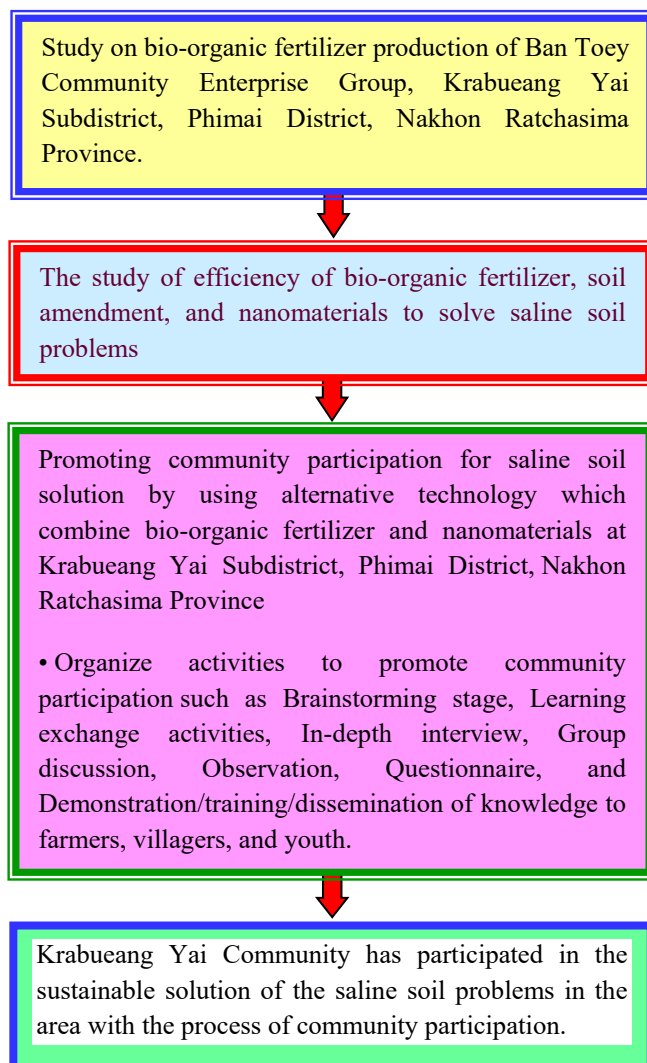 Study on bio-organic fertilizer production of Ban Toey
Community Enterprise Group, Krabueang Yai
Subdistrict, Phimai District, Nakhon Ratchasima
Province.
The study of efficiency of bio-organic fertilizer, soil
amendment, and nanomaterials to solve saline soil
problems
Promoting community participation for saline soil
solution by using alternative technology which
combine bio-organic fertilizer and nanomaterials at
Krabueang Yai Subdistrict, Phimai District, Nakhon
Ratchasima Province
• Organize activities to promote community
participation such as Brainstorming stage, Learning
exchange activities, In-depth interview, Group
discussion, Observation, Questionnaire, and
Demonstration/training/dissemination of knowledge to
farmers, villagers, and youth.
Krabueang Yai Community has participated in the
sustainable solution of the saline soil problems in the
area with the process of community participation.